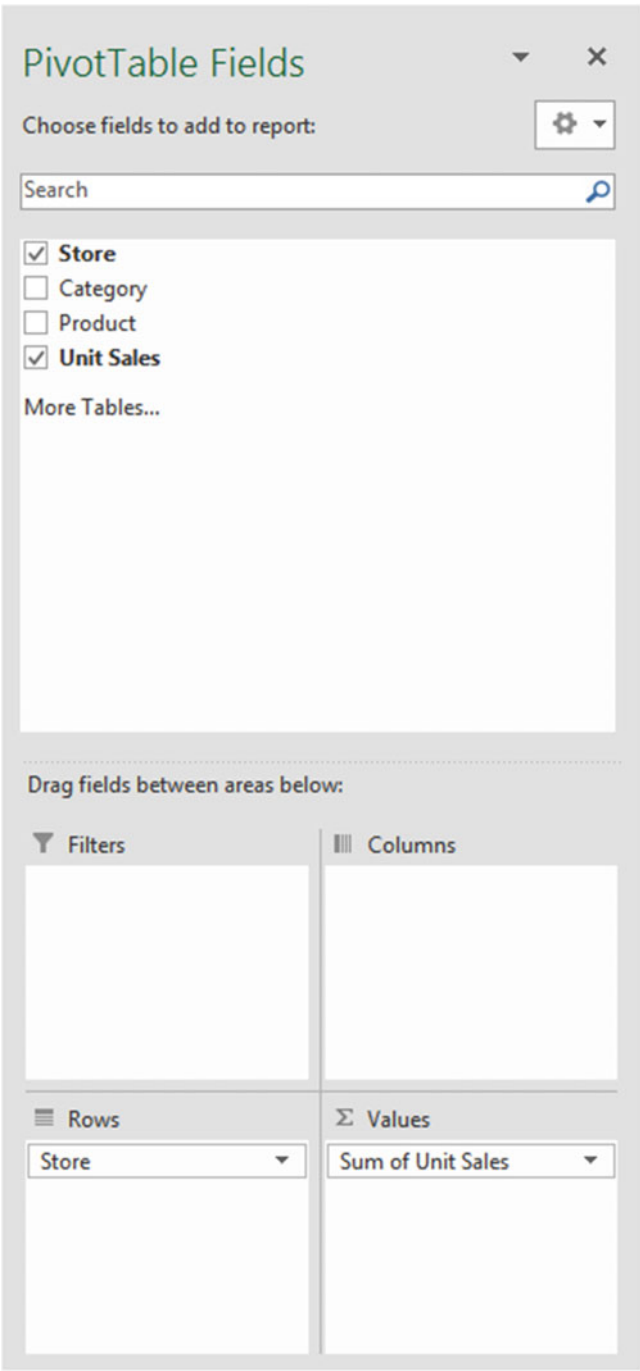 PivotTable Fields
Choose fields to add to report:
Search
Store
Category
Product
Unit Sales
More Tables...
Drag fields between areas below:
Filters
Columns
Rows
Σ Values
Store
Sum of Unit Sales